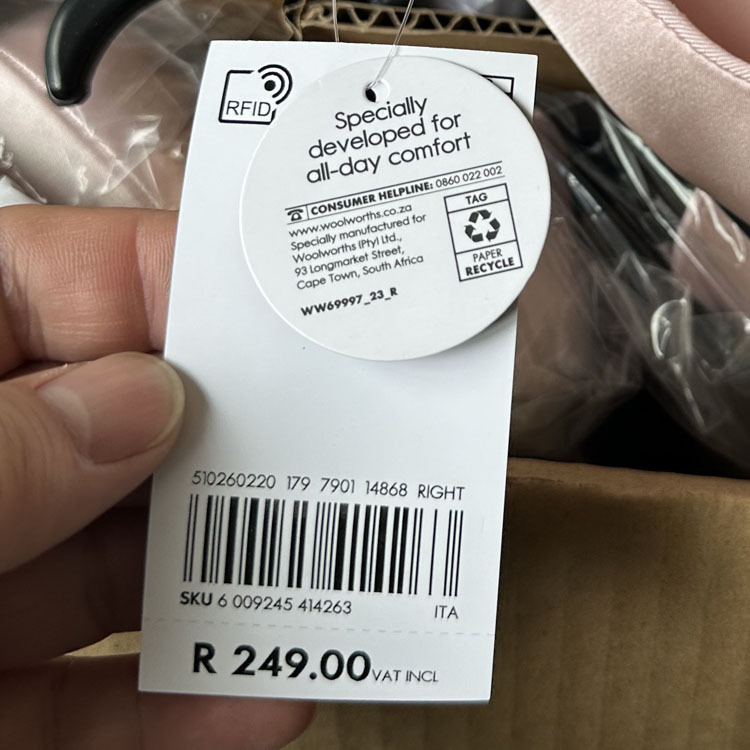 RFID
Specially
developed for
all-day comfort
CONSUMER HELPLINE: 0860 022 002
www.woolworths.co.za
Specially manufactured for
Woolworths (Pty) Ltd.,
93 Longmarket Street,
Cape Town, South Africa
WW69997_23_R
TAG
PAPER
RECYCLE
510260220 179 7901 14868 RIGHT
SKU 6 009245 414263
ITA
R 249.00 VAT INCL